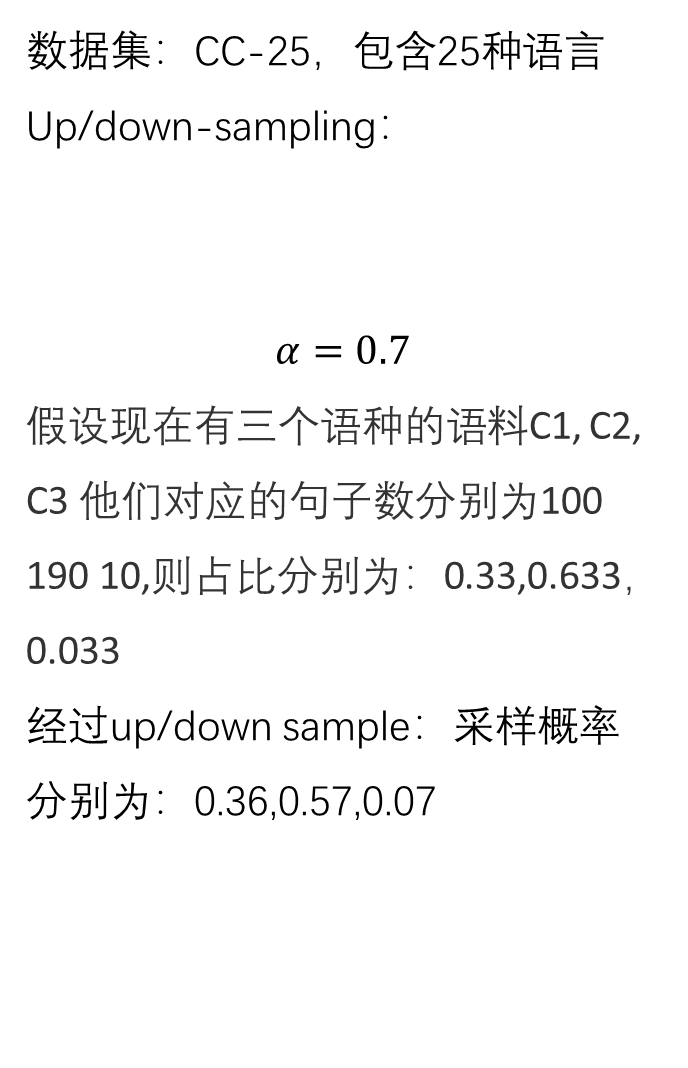 数据集：CC-25，包含25种语言
Up/down-sampling：
α = 0.7
假设现在有三个语种的语料C1, C2,
C3 他们对应的句子数分别为100
190 10,则占比分别为：0.33,0.633，
0.033
经过up/down sample：采样概率
分别为：0.36,0.57,0.07